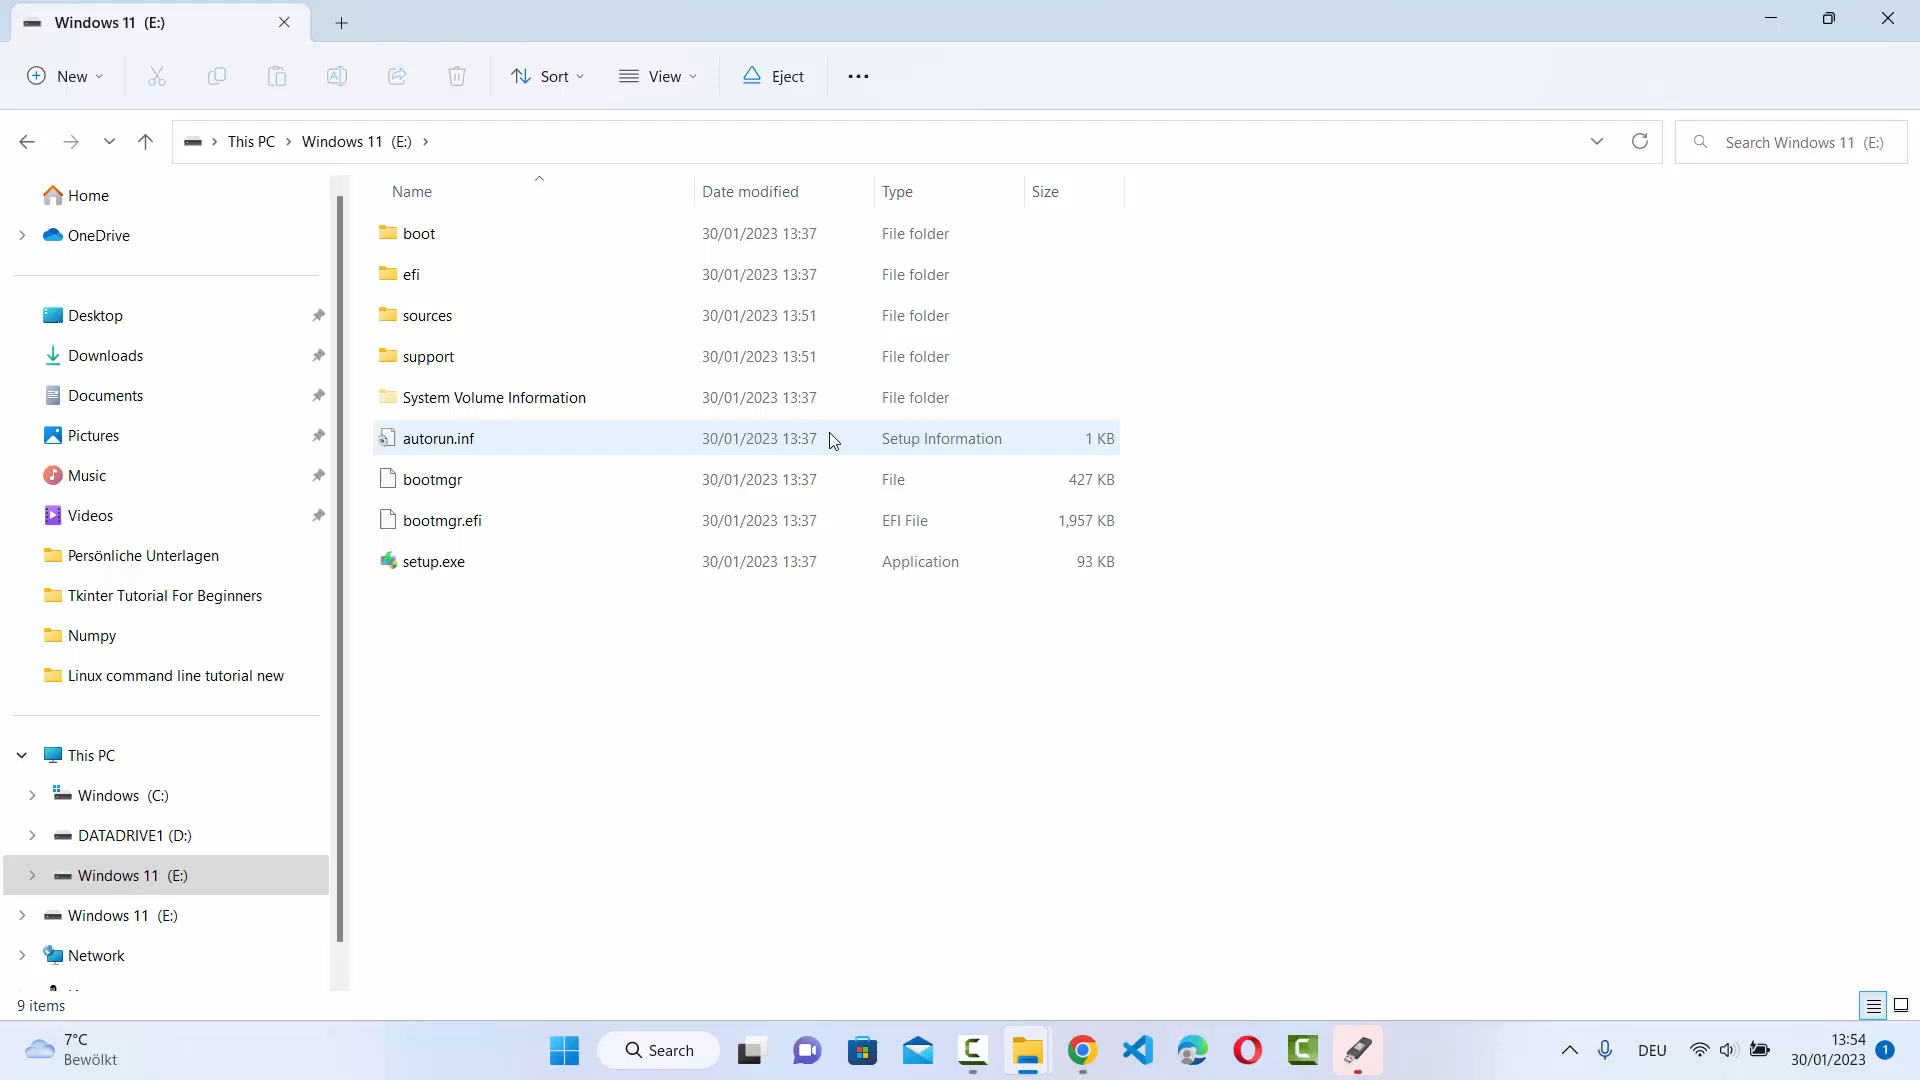 Windows 11 (E:)
New
Sort
View
Eject
This PC
Windows 11 (E:)
Search Windows 11 (E:)
Home
OneDrive
Desktop
Downloads
Documents
Pictures
Music
Videos
Persönliche Unterlagen
Tkinter Tutorial For Beginners
Numpy
Linux command line tutorial new
This PC
Windows (C:)
DATADRIVE1 (D:)
Windows 11 (E:)
Windows 11 (E:)
Network
Name Date modified Type Size
boot 30/01/2023 13:37 File folder
efi 30/01/2023 13:37 File folder
sources 30/01/2023 13:51 File folder
support 30/01/2023 13:51 File folder
System Volume Information 30/01/2023 13:37 File folder
autorun.inf 30/01/2023 13:37 Setup Information 1 KB
bootmgr 30/01/2023 13:37 File 427 KB
bootmgr.efi 30/01/2023 13:37 EFI File 1,957 KB
setup.exe 30/01/2023 13:37 Application 93 KB
9 items
7°C
Bewölkt
Search
DEU
13:54
30/01/2023
1